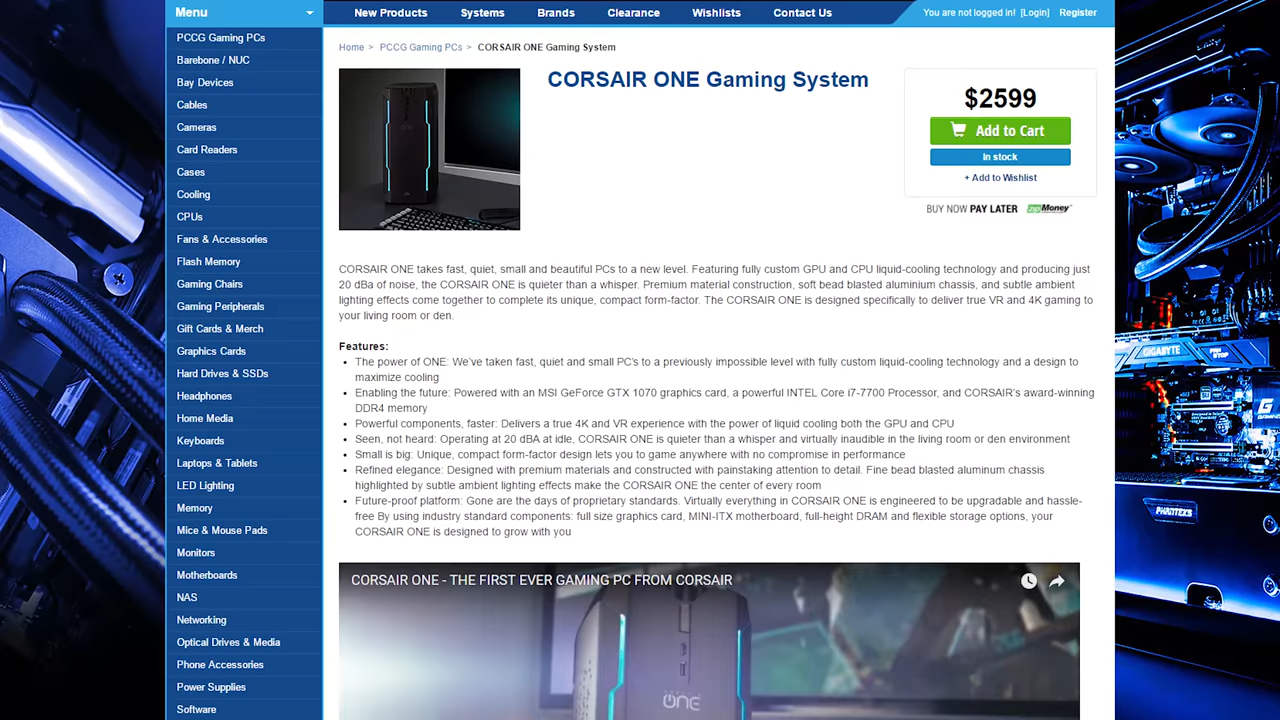 Menu
New Products
Systems
Brands
Clearance
Wishlists
Contact Us
You are not logged in! [Login] Register
PCCG Gaming PCs
Barebone / NUC
Bay Devices
Cables
Cameras
Card Readers
Cases
Cooling
CPUs
Fans & Accessories
Flash Memory
Gaming Chairs
Gaming Peripherals
Gift Cards & Merch
Graphics Cards
Hard Drives & SSDs
Headphones
Home Media
Keyboards
Laptops & Tablets
LED Lighting
Memory
Mice & Mouse Pads
Monitors
Motherboards
NAS
Networking
Optical Drives & Media
Phone Accessories
Power Supplies
Software
Home > PCCG Gaming PCs > CORSAIR ONE Gaming System
CORSAIR ONE Gaming System
$2599
Add to Cart
In stock
+ Add to Wishlist
BUY NOW PAY LATER zipMoney
CORSAIR ONE takes fast, quiet, small and beautiful PCs to a new level. Featuring fully custom GPU and CPU liquid-cooling technology and producing just
20 dBa of noise, the CORSAIR ONE is quieter than a whisper. Premium material construction, soft bead blasted aluminium chassis, and subtle ambient
lighting effects come together to complete its unique, compact form-factor. The CORSAIR ONE is designed specifically to deliver true VR and 4K gaming to
your living room or den.
Features:
The power of ONE: We've taken fast, quiet and small PC's to a previously impossible level with fully custom liquid-cooling technology and a design to
maximize cooling
Enabling the future: Powered with an MSI GeForce GTX 1070 graphics card, a powerful INTEL Core i7-7700 Processor, and CORSAIR's award-winning
DDR4 memory
Powerful components, faster: Delivers a true 4K and VR experience with the power of liquid cooling both the GPU and CPU
Seen, not heard: Operating at 20 dBA at idle, CORSAIR ONE is quieter than a whisper and virtually inaudible in the living room or den environment
Small is big: Unique, compact form-factor design lets you to game anywhere with no compromise in performance
Refined elegance: Designed with premium materials and constructed with painstaking attention to detail. Fine bead blasted aluminum chassis
highlighted by subtle ambient lighting effects make the CORSAIR ONE the center of every room
Future-proof platform: Gone are the days of proprietary standards. Virtually everything in CORSAIR ONE is engineered to be upgradable and hassle-
free By using industry standard components: full size graphics card, MINI-ITX motherboard, full-height DRAM and flexible storage options, your
CORSAIR ONE is designed to grow with you
CORSAIR ONE - THE FIRST EVER GAMING PC FROM CORSAIR
ONE
GIGABYTE
PHANTEKS